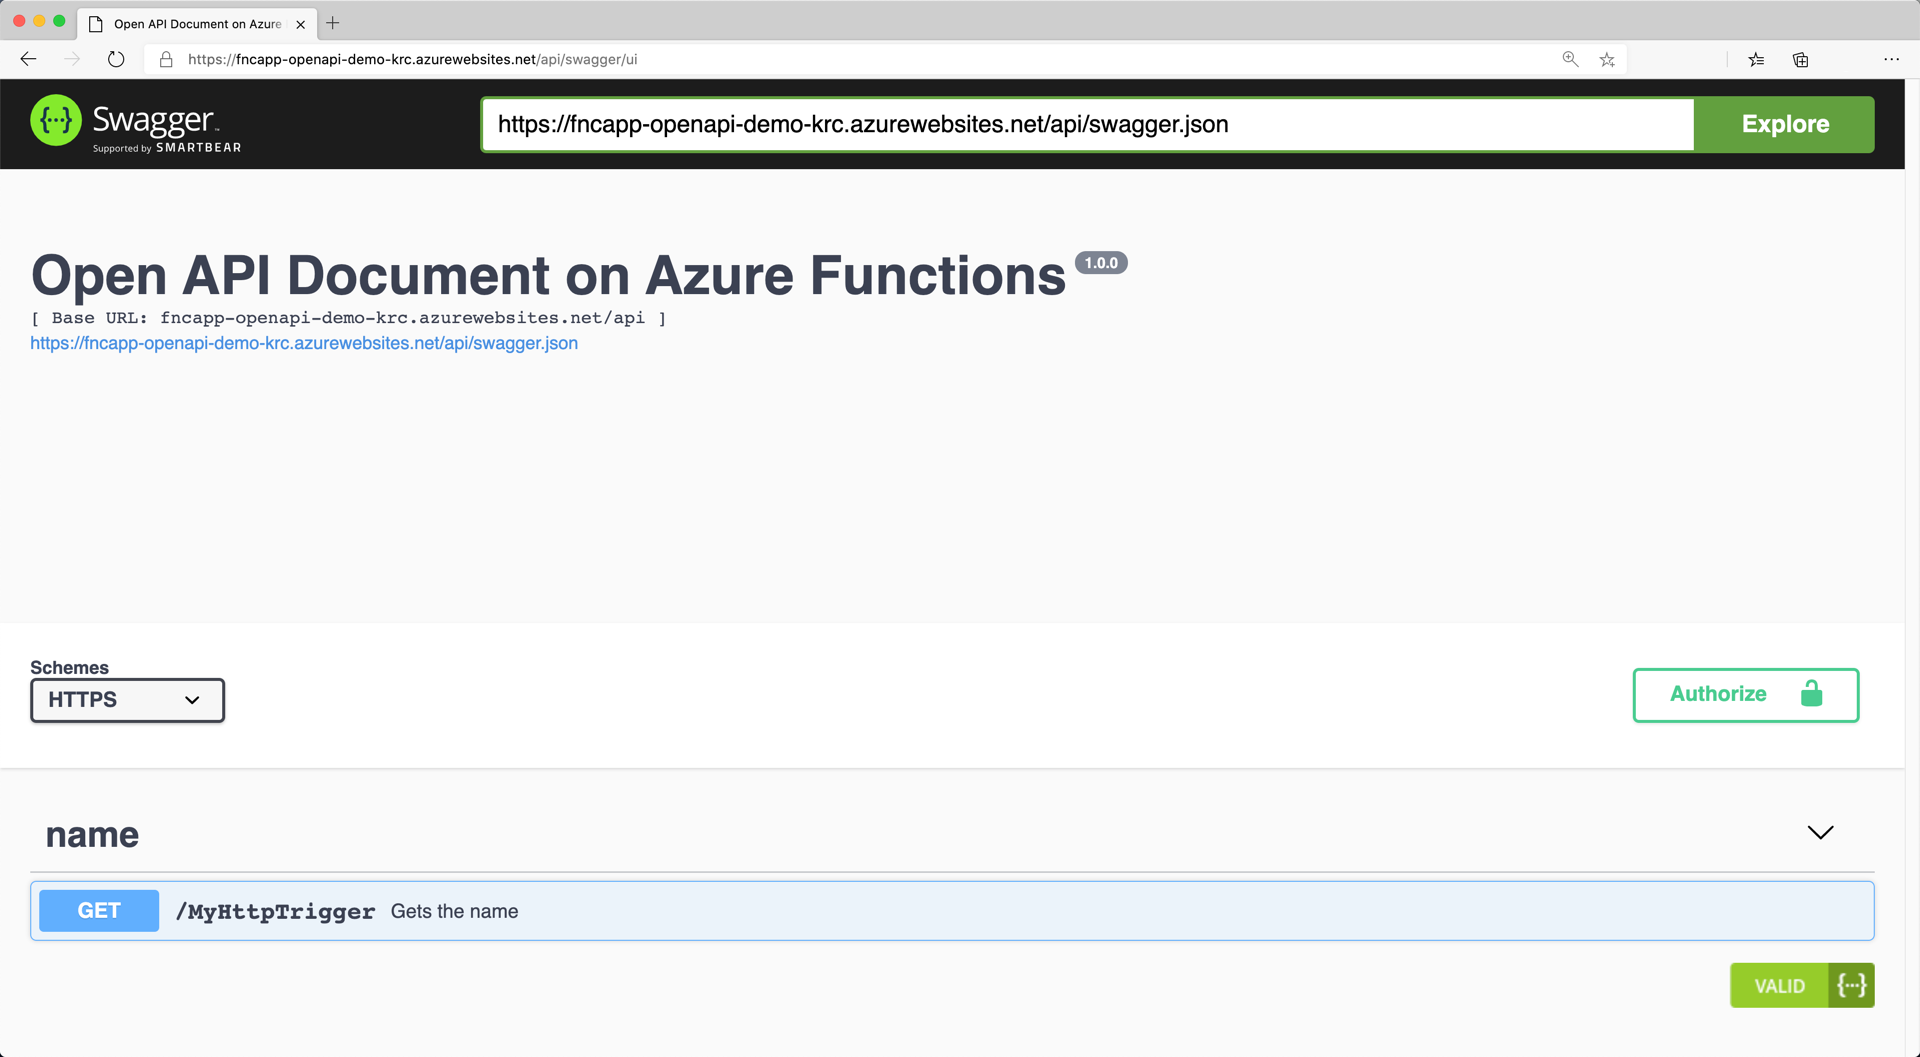 Open API Document on Azure
https://fncapp-openapi-demo-krc.azurewebsites.net/api/swagger/ui
{···} Swagger™
Supported by SMARTBEAR
https://fncapp-openapi-demo-krc.azurewebsites.net/api/swagger.json
Explore
Open API Document on Azure Functions 1.0.0
[ Base URL: fncapp-openapi-demo-krc.azurewebsites.net/api ]
https://fncapp-openapi-demo-krc.azurewebsites.net/api/swagger.json
Schemes
HTTPS
Authorize
name
GET /MyHttpTrigger Gets the name
VALID {···}